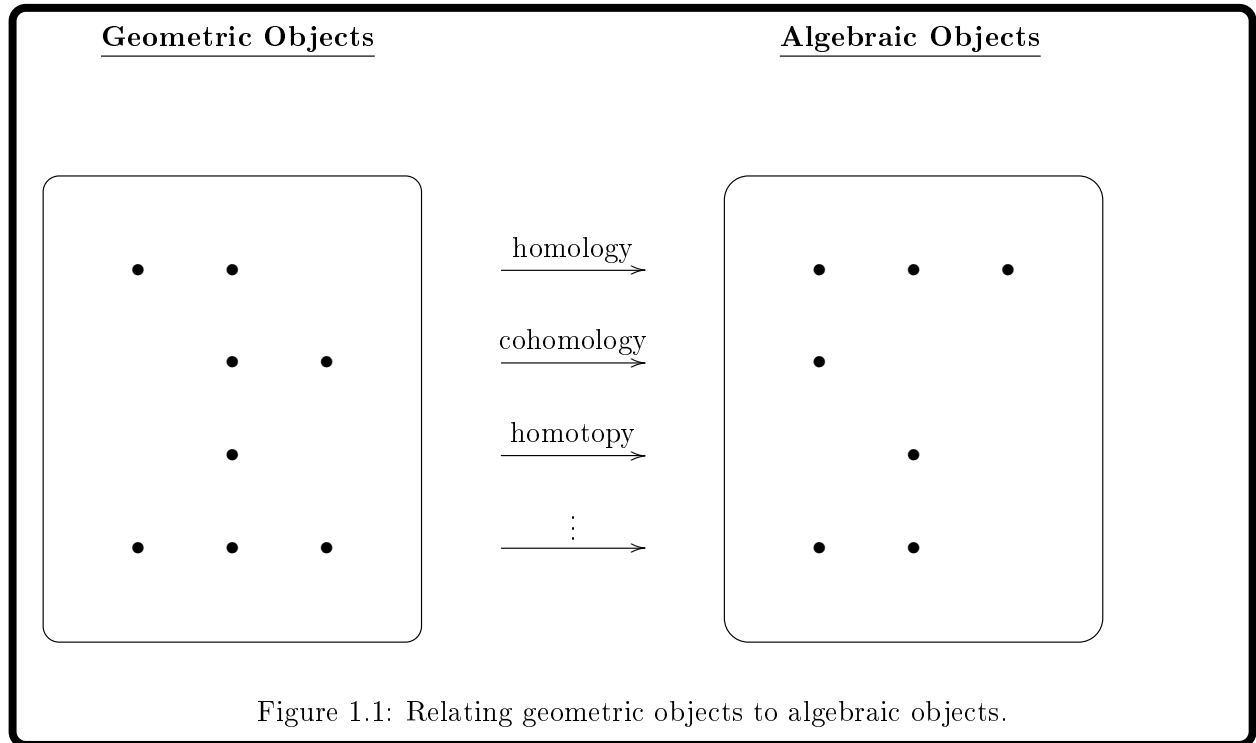 Geometric Objects
Algebraic Objects
homology
cohomology
homotopy
⋮
Figure 1.1: Relating geometric objects to algebraic objects.